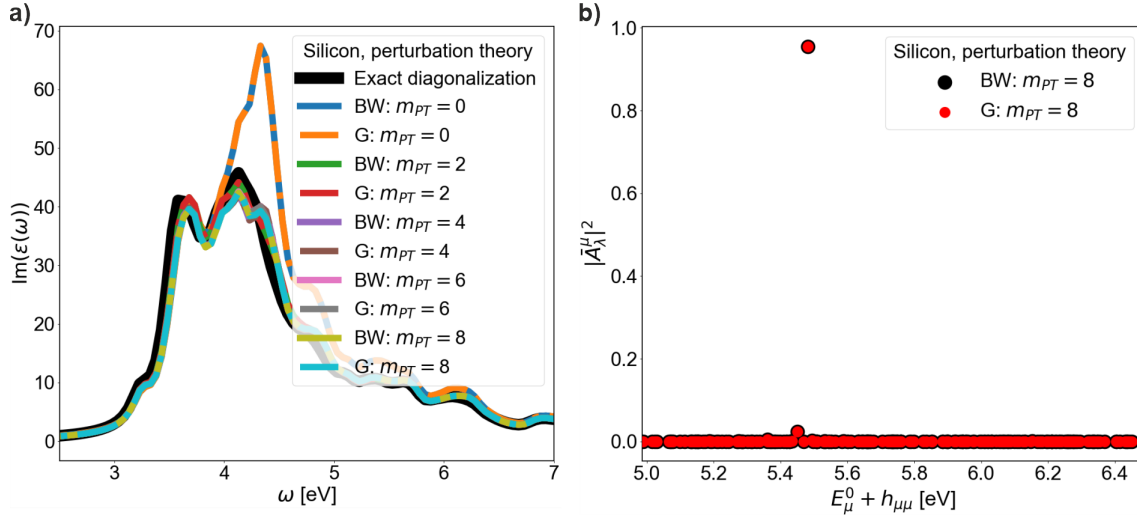 a)
70
60
50
40
30
20
10
0
Im(ε(ω))
3
4
5
6
7
ω [eV]
Silicon, perturbation theory
Exact diagonalization
BW: m_PT = 0
G: m_PT = 0
BW: m_PT = 2
G: m_PT = 2
BW: m_PT = 4
G: m_PT = 4
BW: m_PT = 6
G: m_PT = 6
BW: m_PT = 8
G: m_PT = 8
b)
1.0
0.8
0.6
0.4
0.2
0.0
|Ā_λ^μ|²
5.0
5.2
5.4
5.6
5.8
6.0
6.2
6.4
E_μ^0 + h_μμ [eV]
Silicon, perturbation theory
BW: m_PT = 8
G: m_PT = 8